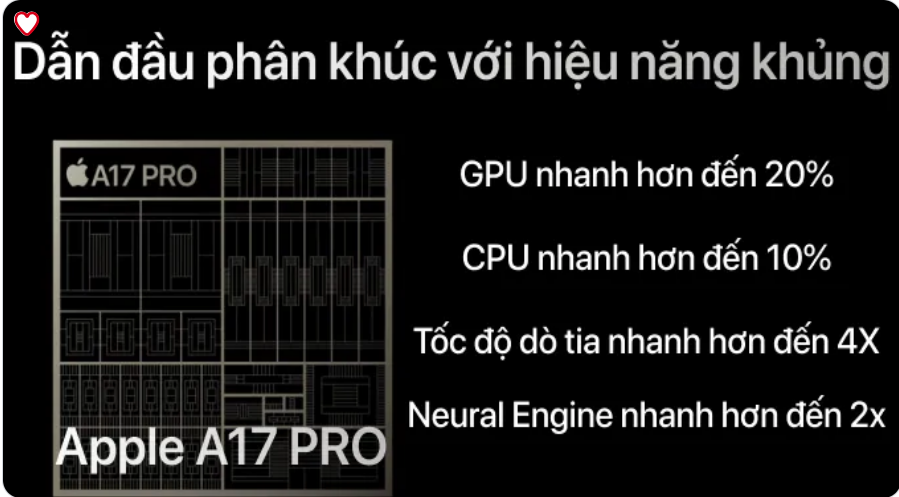 Dẫn đầu phân khúc với hiệu năng khủng
A17 PRO
GPU nhanh hơn đến 20%
CPU nhanh hơn đến 10%
Tốc độ dò tia nhanh hơn đến 4X
Neural Engine nhanh hơn đến 2x
Apple A17 PRO